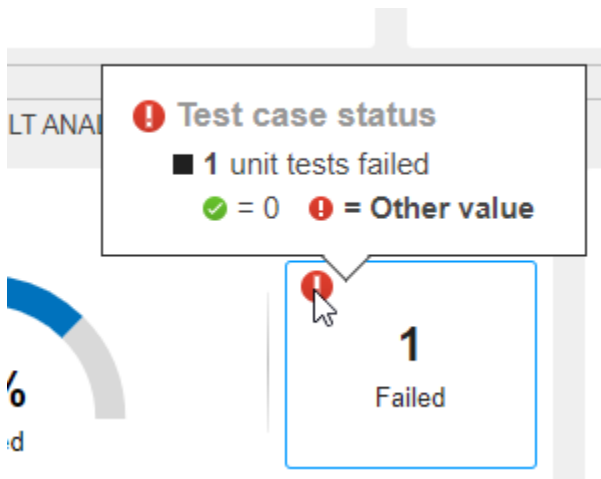 LT ANAL
Test case status
1 unit tests failed
= 0 = Other value
%
ed
1
Failed